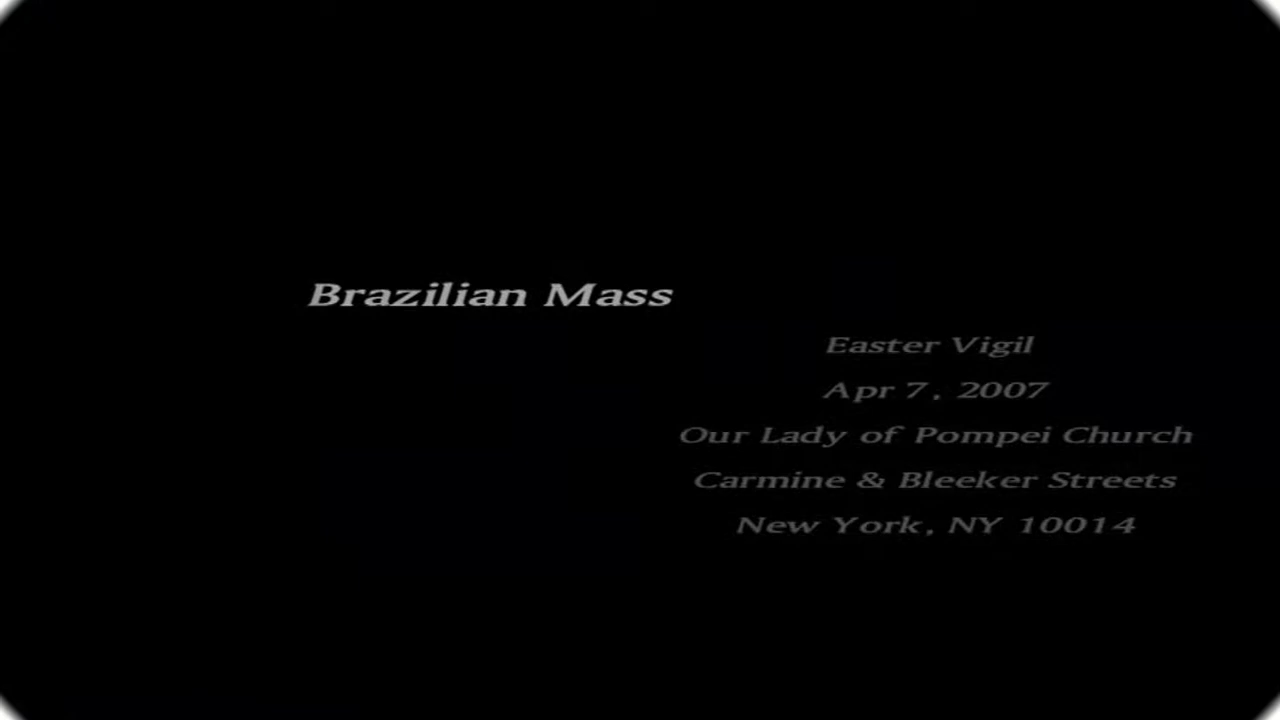 Brazilian Mass
Easter Vigil
Apr 7, 2007
Our Lady of Pompei Church
Carmine & Bleeker Streets
New York, NY 10014